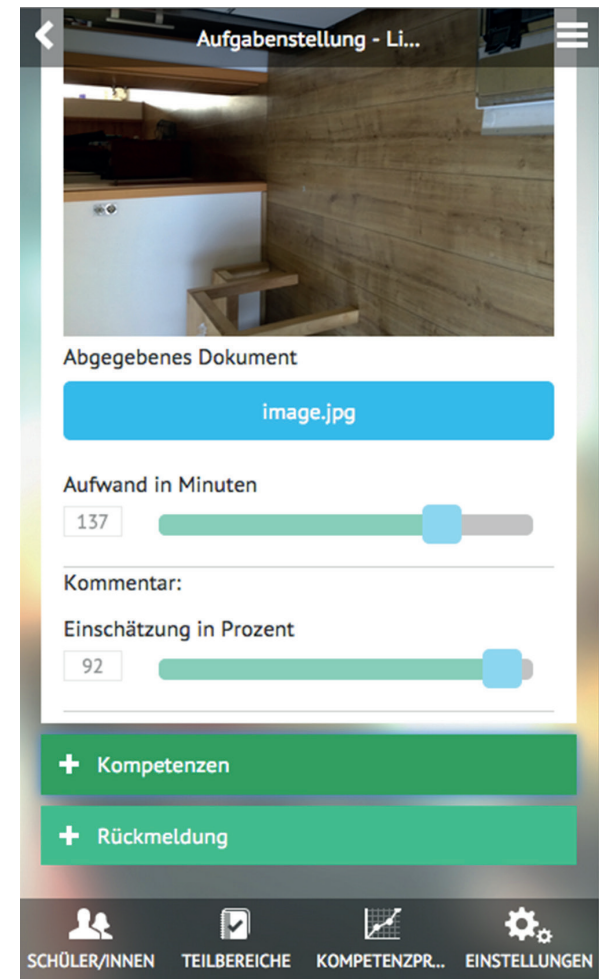 Aufgabenstellung - Li...
Abgegebenes Dokument
image.jpg
Aufwand in Minuten
137
Kommentar:
Einschätzung in Prozent
92
+ Kompetenzen
+ Rückmeldung
SCHÜLER/INNEN TEILBEREICHE KOMPETENZPR... EINSTELLUNGEN